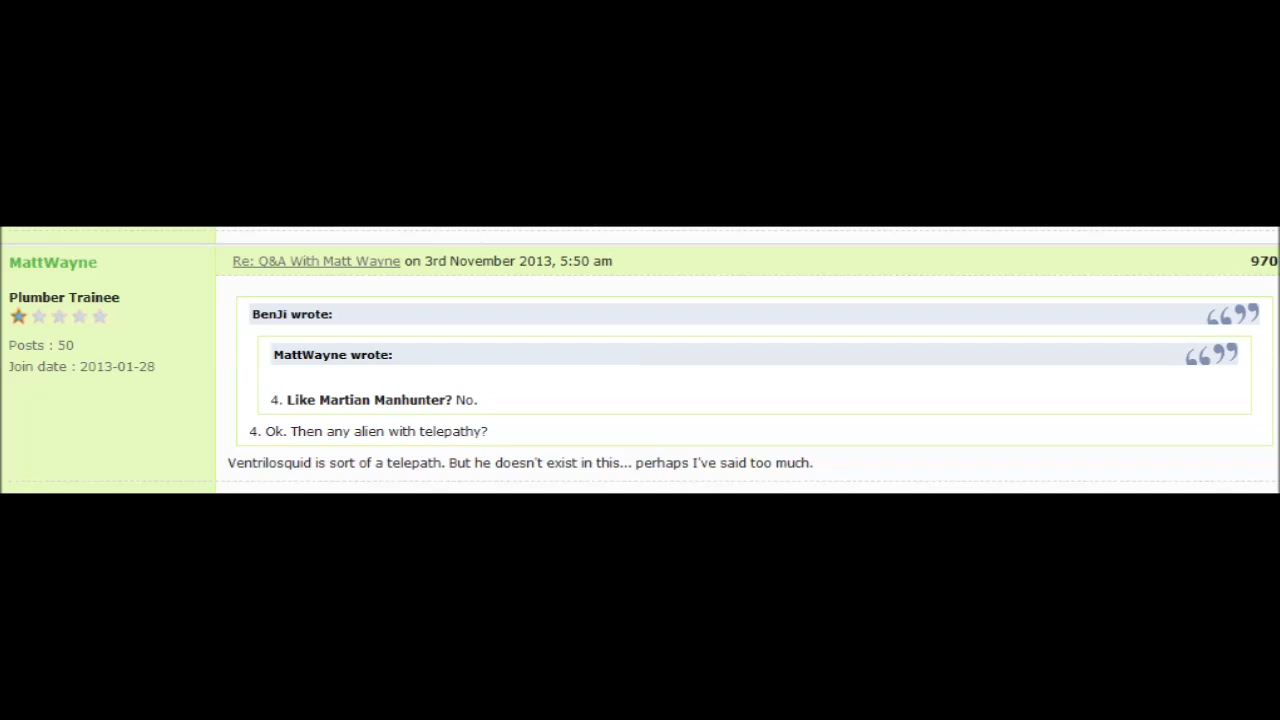 MattWayne
Re: Q&A With Matt Wayne on 3rd November 2013, 5:50 am
970
Plumber Trainee
Posts : 50
Join date : 2013-01-28
BenJi wrote:
MattWayne wrote:
4. Like Martian Manhunter? No.
4. Ok. Then any alien with telepathy?
Ventrilosquid is sort of a telepath. But he doesn't exist in this... perhaps I've said too much.